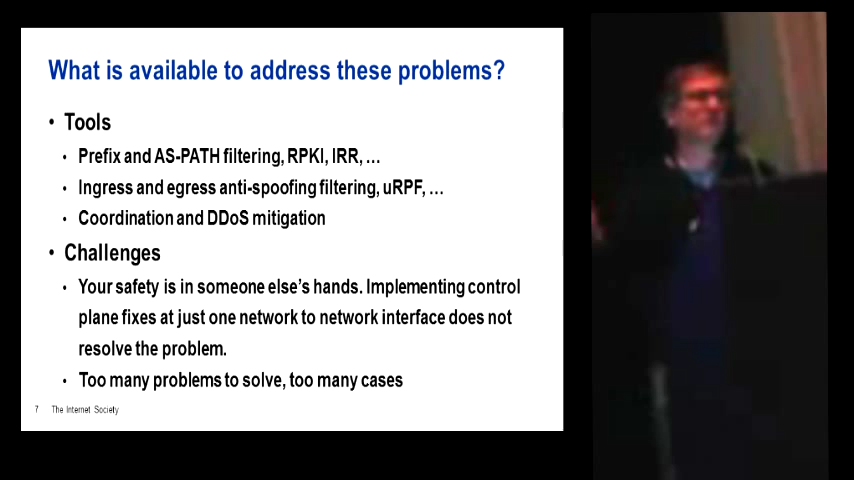 What is available to address these problems?
• Tools
• Prefix and AS-PATH filtering, RPKI, IRR, …
• Ingress and egress anti-spoofing filtering, uRPF, …
• Coordination and DDoS mitigation
• Challenges
• Your safety is in someone else’s hands. Implementing control
plane fixes at just one network to network interface does not
resolve the problem.
• Too many problems to solve, too many cases
7 The Internet Society